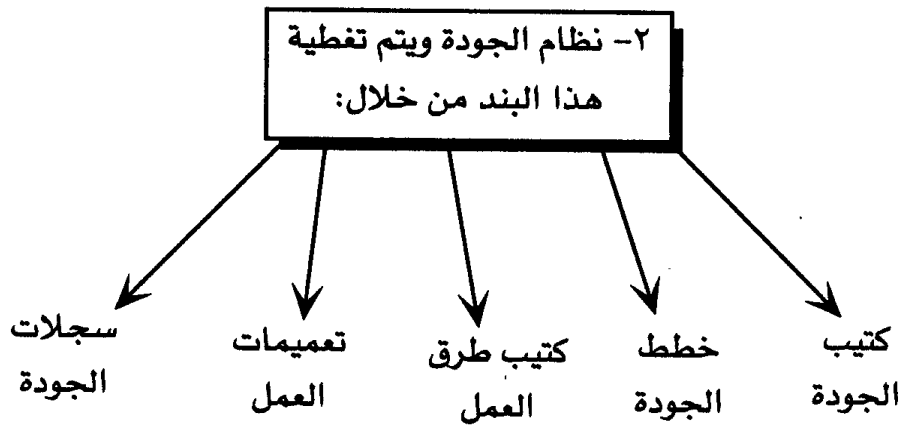 ٢- نظام الجودة ويتم تغطية
هذا البند من خلال:
كتيب
الجودة
خطط
الجودة
كتيب طرق
العمل
تعميمات
العمل
سجلات
الجودة